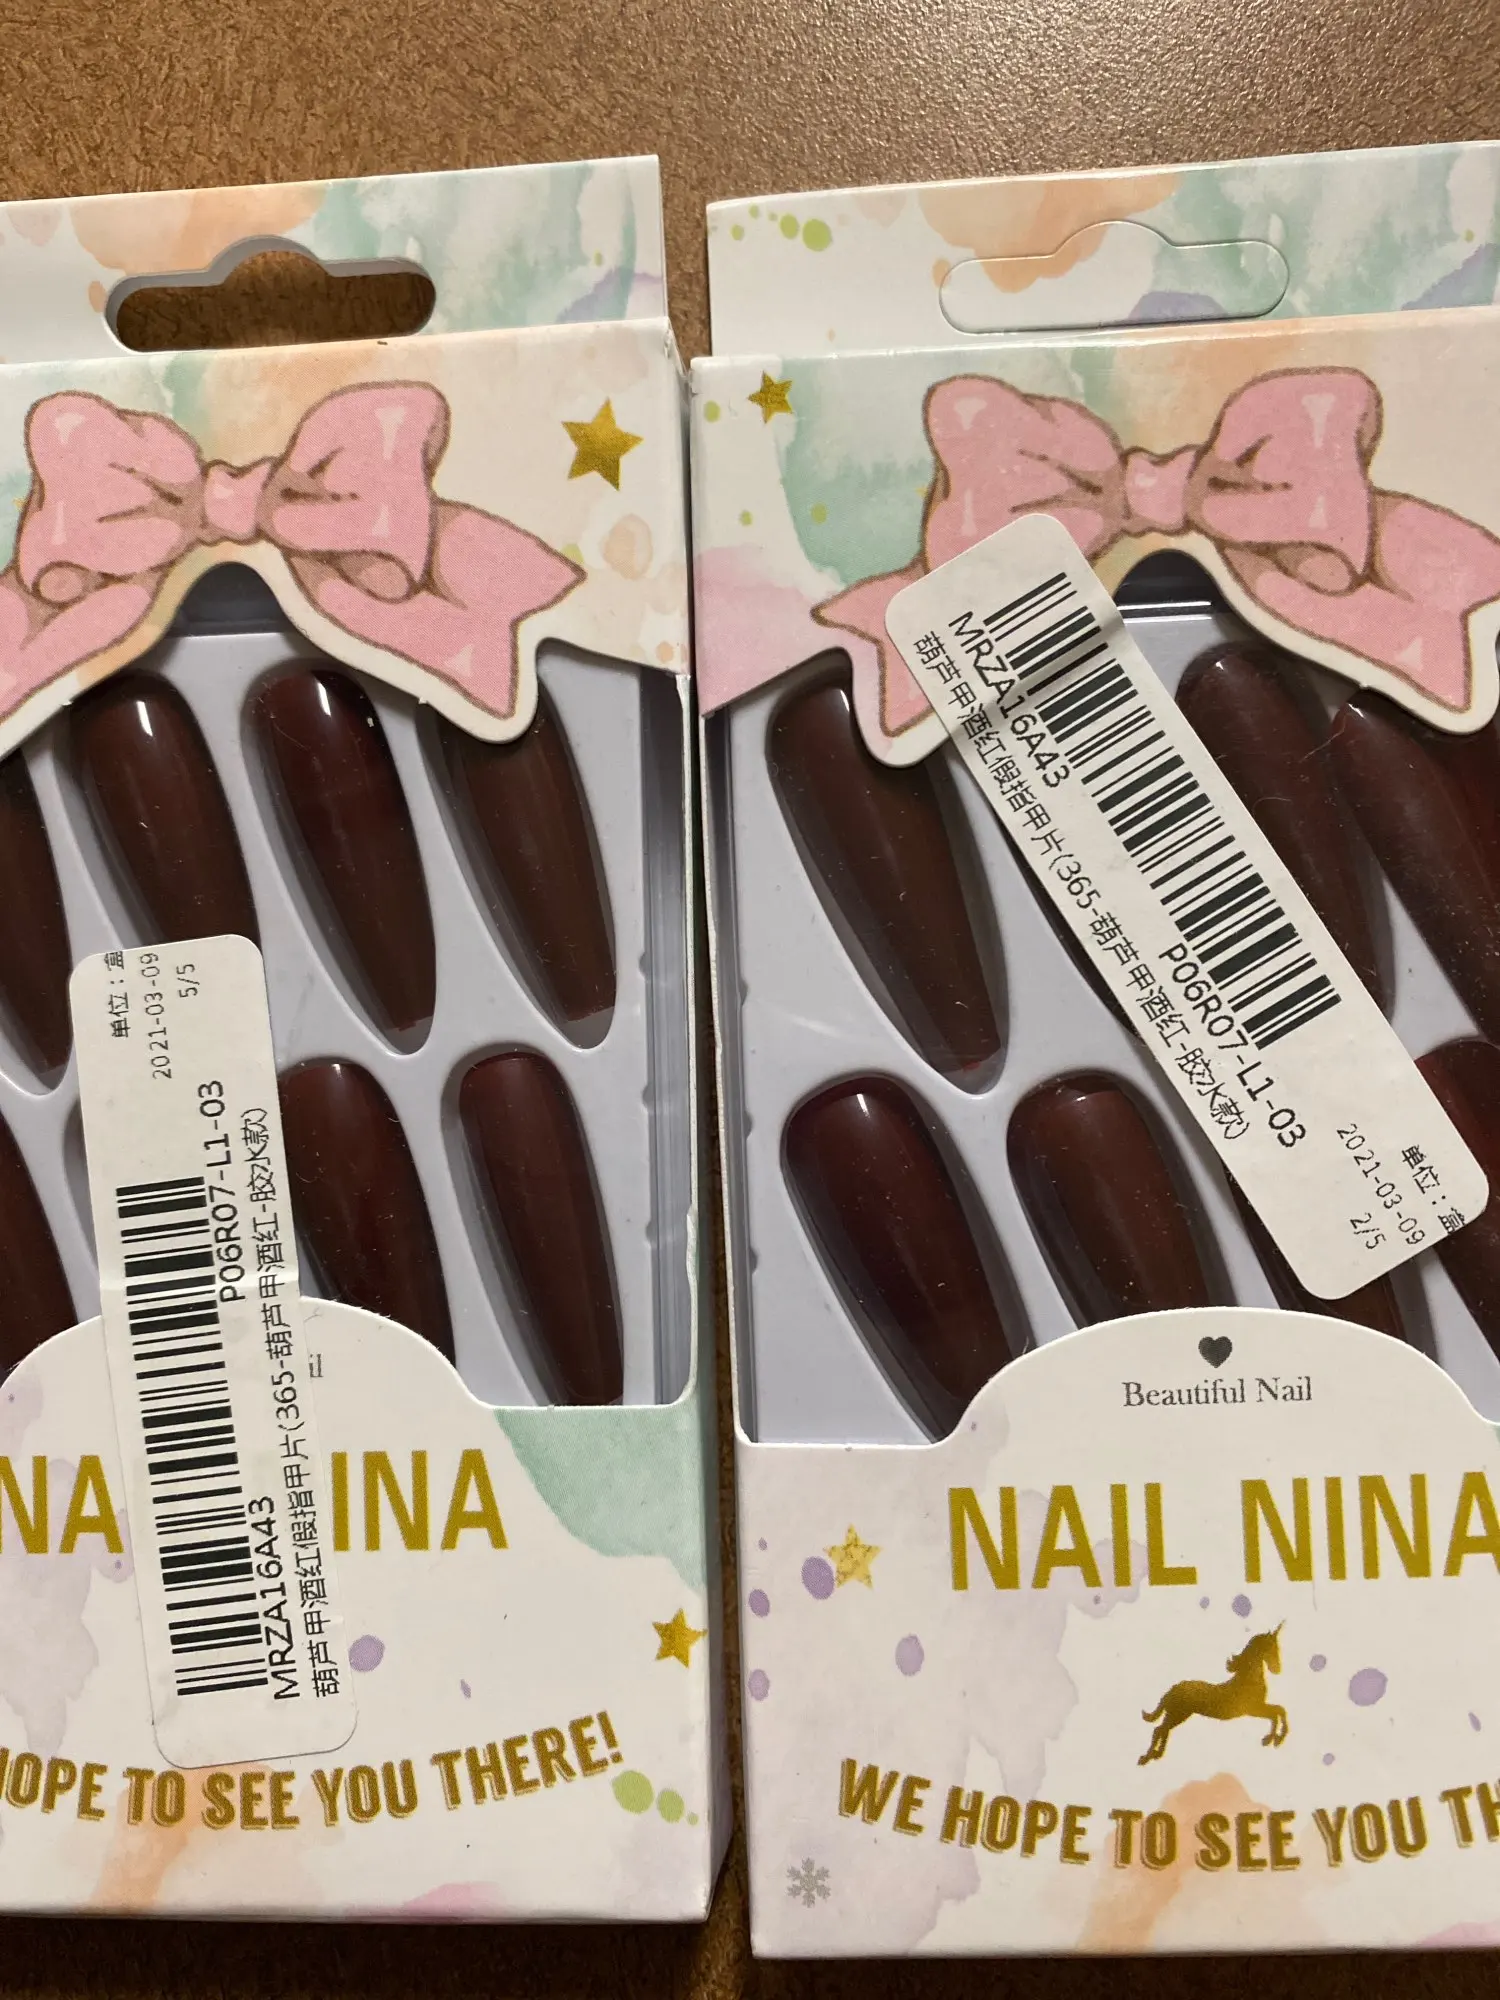 单位：盒
2021-03-09
5/5
P06R07-L1-03
MRZA16A43
葫芦甲酒红假指甲片(365-葫芦甲酒红-胶水款)
NA
INA
HOPE TO SEE YOU THERE!
MRZA16A43
P06R07-L1-03
葫芦甲酒红假指甲片(365-葫芦甲酒红-胶水款)
单位：盒
2021-03-09
2/5
Beautiful Nail
NAIL NINA
WE HOPE TO SEE YOU TH